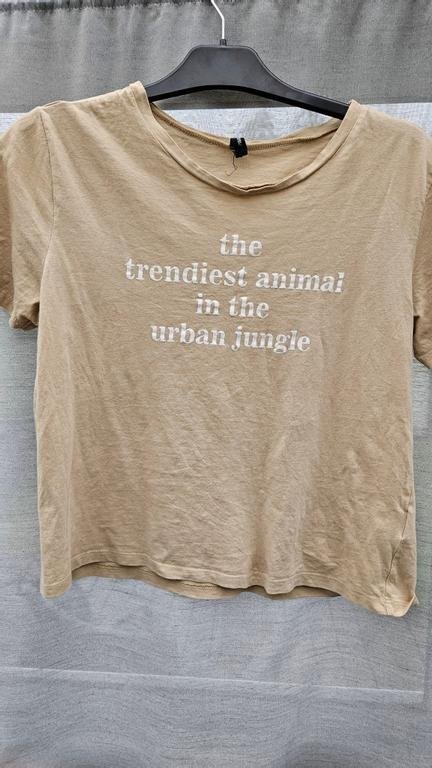 the
trendiest animal
in the
urban jungle